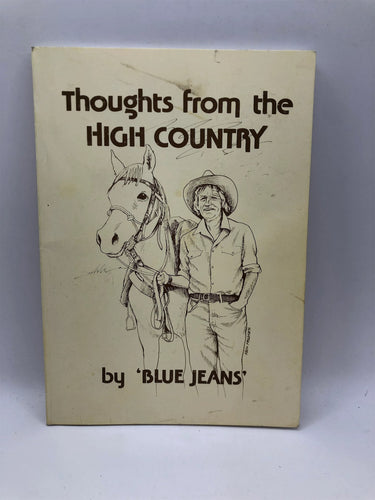 Thoughts from the
HIGH COUNTRY
by 'BLUE JEANS'